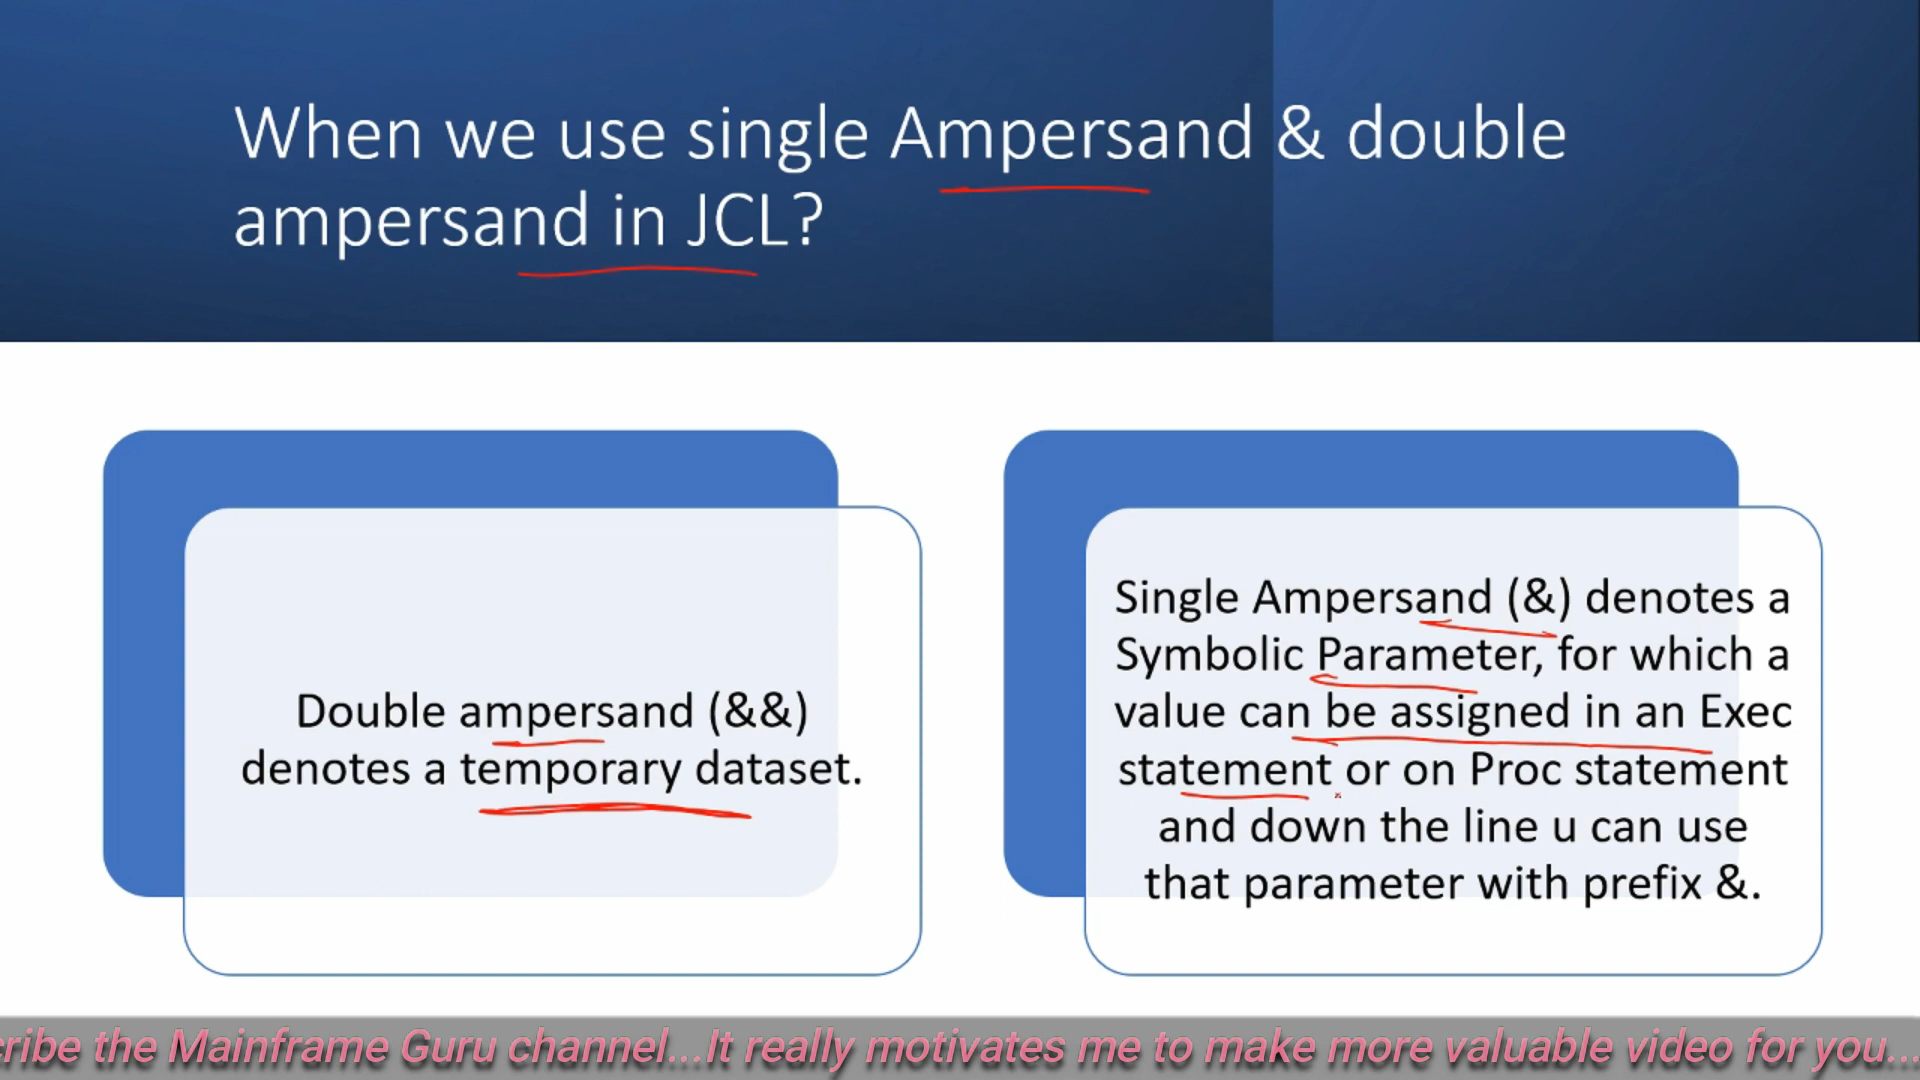 When we use single Ampersand & double
ampersand in JCL?
Double ampersand (&&)
denotes a temporary dataset.
Single Ampersand (&) denotes a
Symbolic Parameter, for which a
value can be assigned in an Exec
statement or on Proc statement
and down the line u can use
that parameter with prefix &.
cribe the Mainframe Guru channel...It really motivates me to make more valuable video for you...